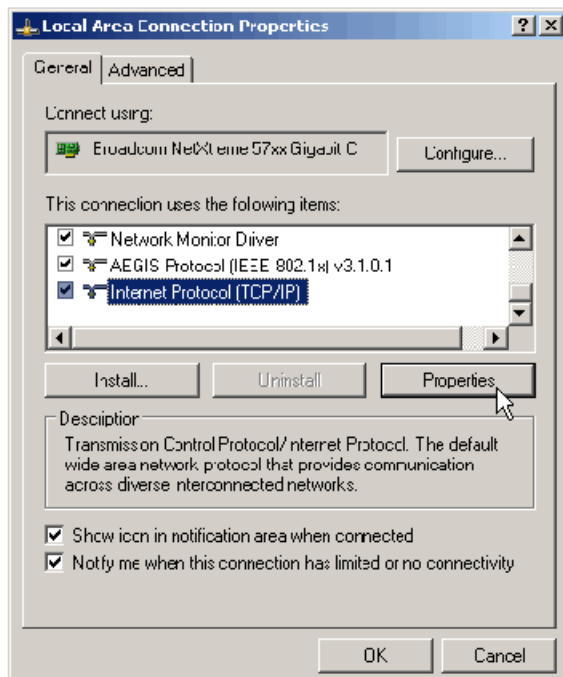 Local Area Connection Properties
General
Advanced
Connect using:
Broadcom NetXtreme 57xx Gigabit C
Configure...
This connection uses the following items:
Network Monitor Driver
AEGIS Protocol (IEEE 802.1x) v3.1.0.1
Internet Protocol (TCP/IP)
Install...
Uninstall
Properties
Description
Transmission Control Protocol/Internet Protocol. The default
wide area network protocol that provides communication
across diverse interconnected networks.
Show icon in notification area when connected
Notify me when this connection has limited or no connectivity
OK
Cancel